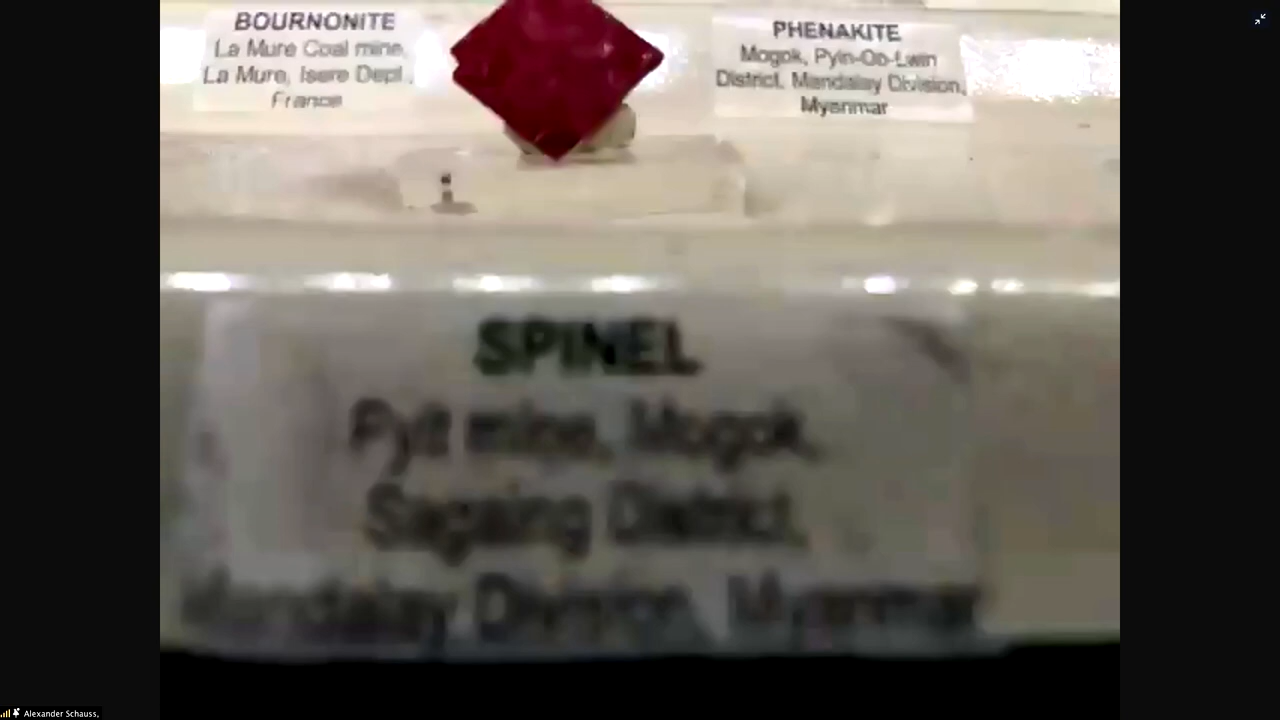 BOURNONITE
La Mure Coal mine,
La Mure, Isere Dept.,
France
PHENAKITE
Mogok, Pyin-Oo-Lwin
District, Mandalay Division,
Myanmar
SPINEL
mine, Mogok,
Sagaing District,
Mandalay Division, Myanmar
Alexander Schauss,